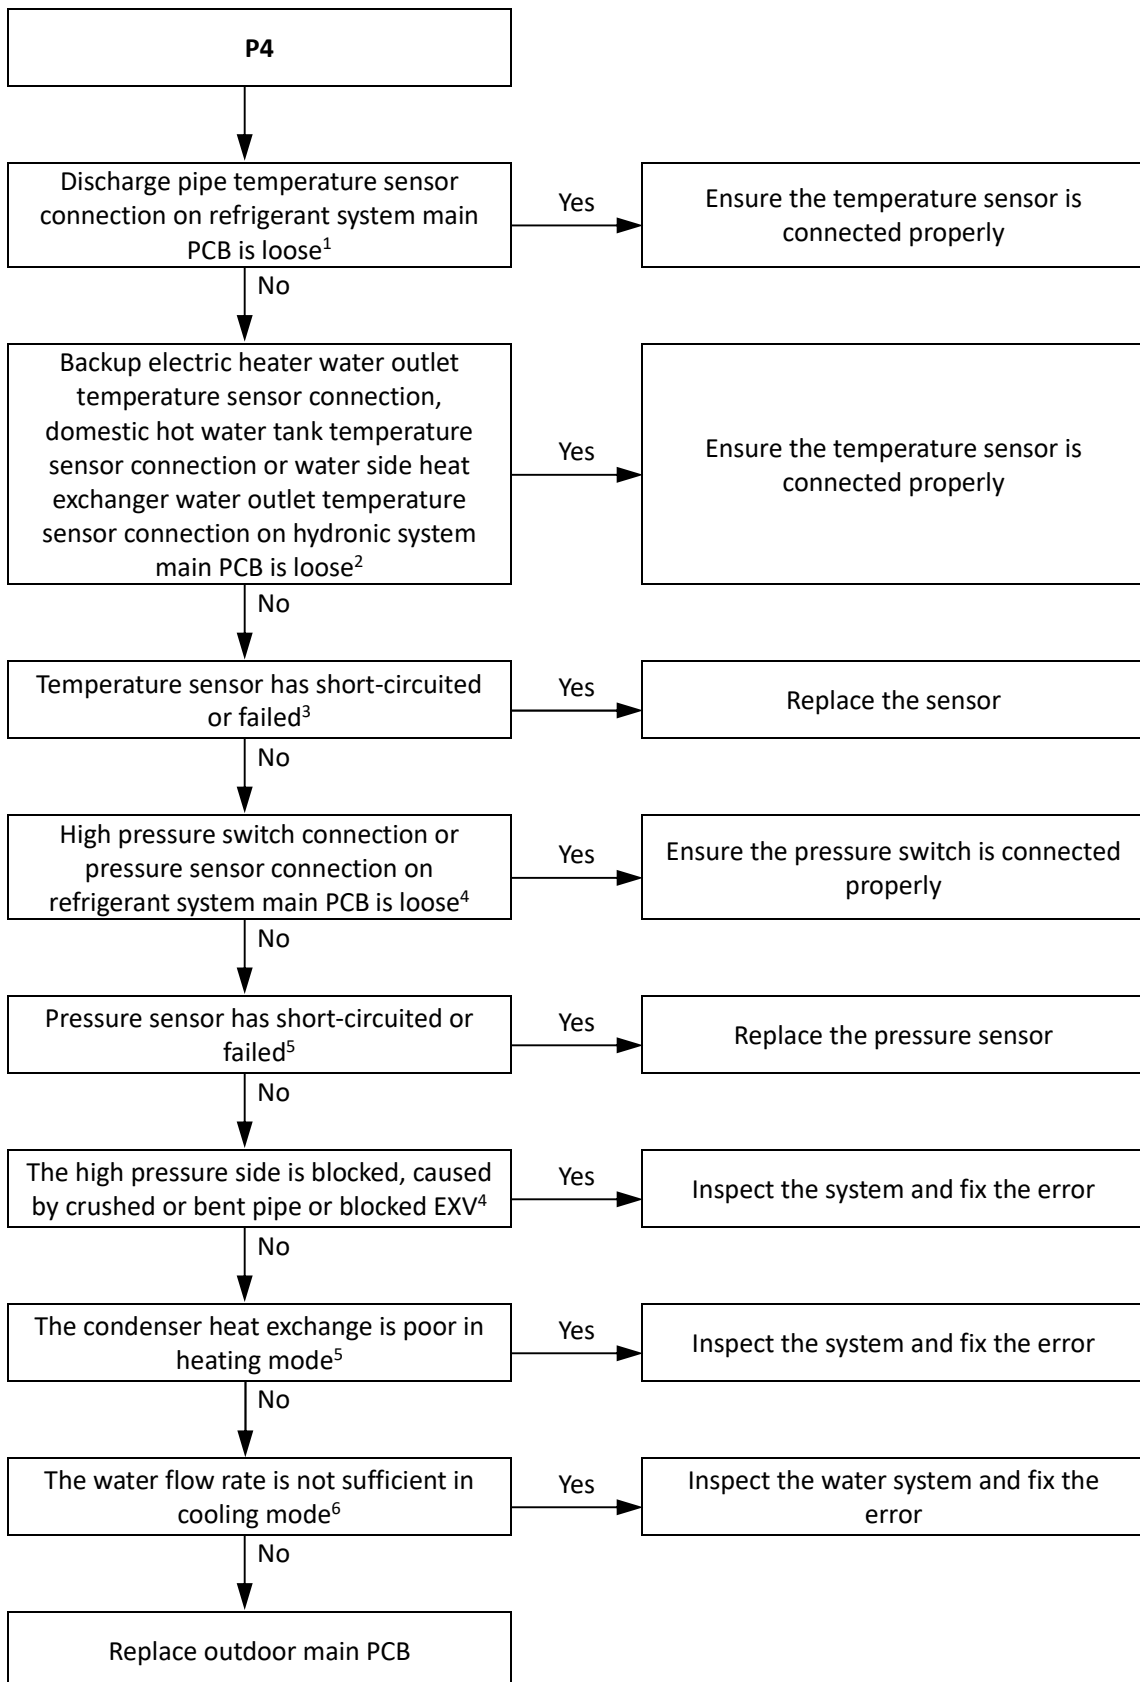 P4
Discharge pipe temperature sensor
connection on refrigerant system main
PCB is loose¹
Yes
Ensure the temperature sensor is
connected properly
No
Backup electric heater water outlet
temperature sensor connection,
domestic hot water tank temperature
sensor connection or water side heat
exchanger water outlet temperature
sensor connection on hydronic system
main PCB is loose²
Yes
Ensure the temperature sensor is
connected properly
No
Temperature sensor has short-circuited
or failed³
Yes
Replace the sensor
No
High pressure switch connection or
pressure sensor connection on
refrigerant system main PCB is loose⁴
Yes
Ensure the pressure switch is connected
properly
No
Pressure sensor has short-circuited or
failed⁵
Yes
Replace the pressure sensor
No
The high pressure side is blocked, caused
by crushed or bent pipe or blocked EXV⁴
Yes
Inspect the system and fix the error
No
The condenser heat exchange is poor in
heating mode⁵
Yes
Inspect the system and fix the error
No
The water flow rate is not sufficient in
cooling mode⁶
Yes
Inspect the water system and fix the
error
No
Replace outdoor main PCB